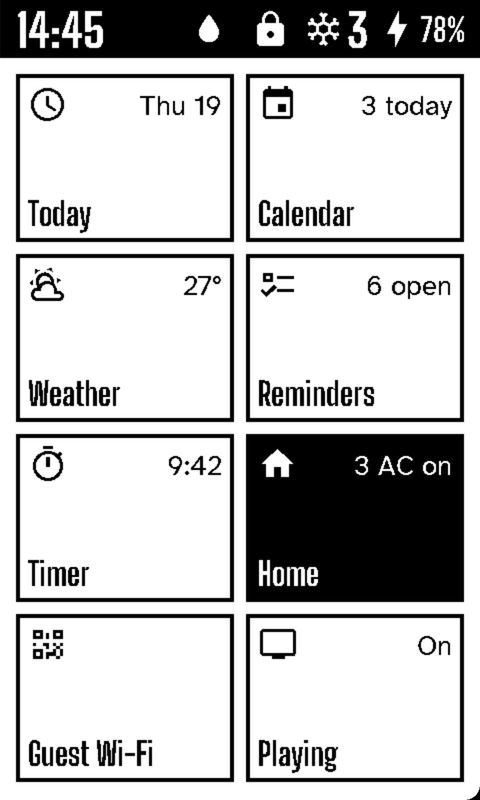 14:45 3 78%
Thu 19
Today
3 today
Calendar
27°
Weather
6 open
Reminders
9:42
Timer
3 AC on
Home
Guest Wi-Fi
On
Playing